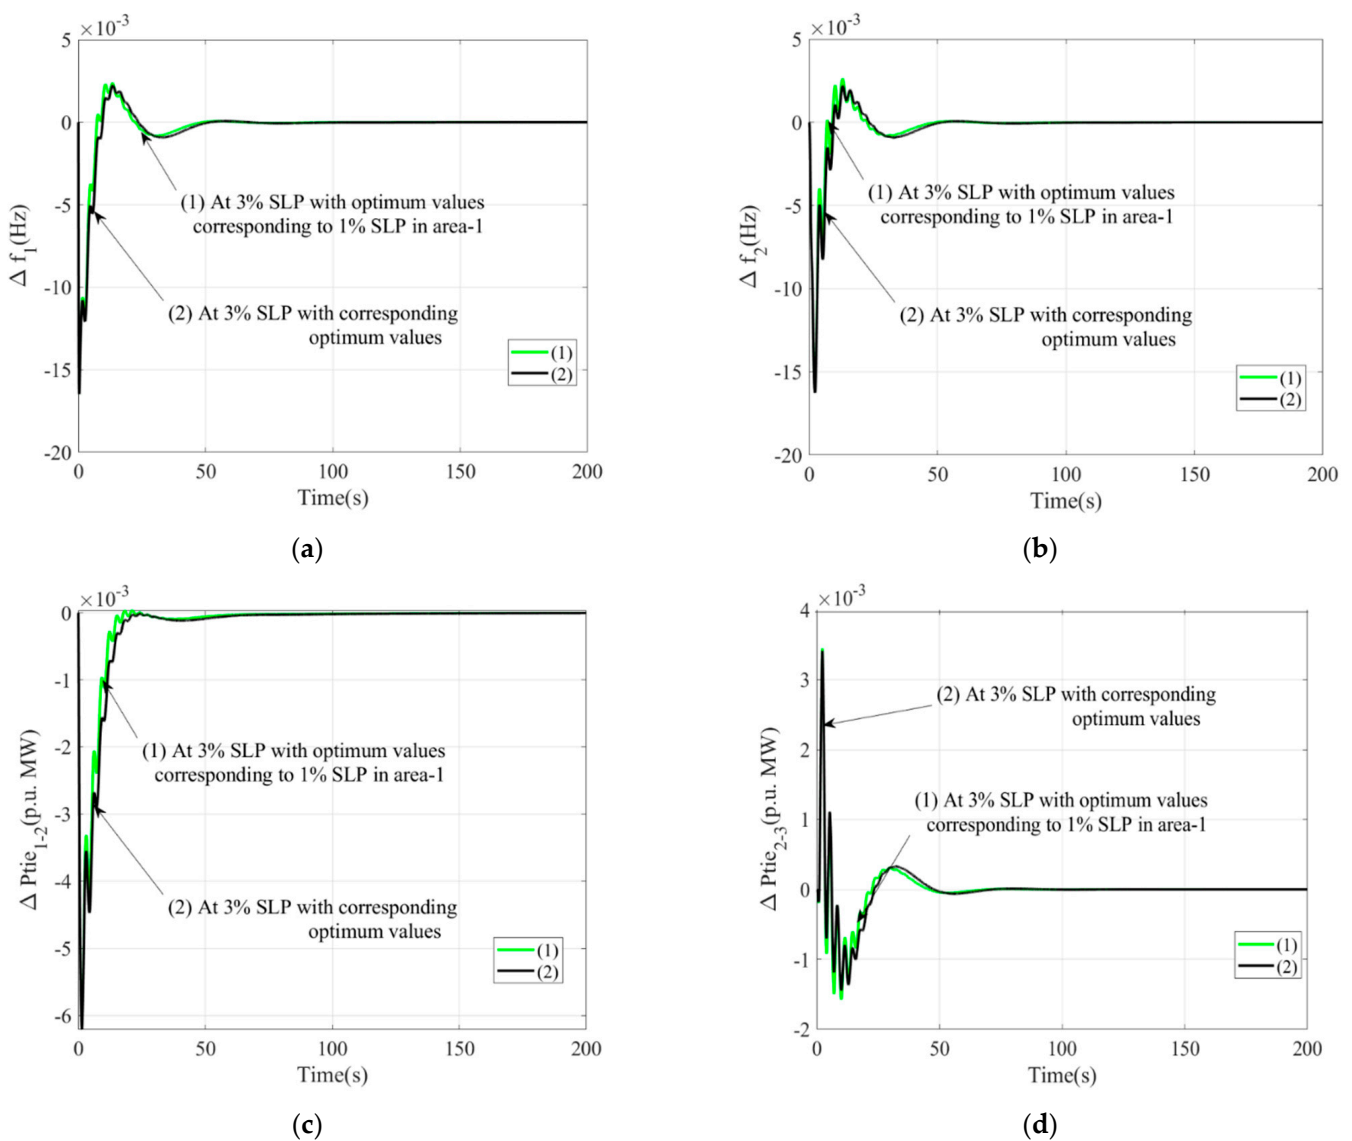 ×10⁻³
5
0
-5
-10
-15
-20
Δ f₁(Hz)
(1) At 3% SLP with optimum values
corresponding to 1% SLP in area-1
(2) At 3% SLP with corresponding
optimum values
(1)
(2)
0 50 100 150 200
Time(s)
(a)
×10⁻³
5
0
-5
-10
-15
-20
Δ f₂(Hz)
(1) At 3% SLP with optimum values
corresponding to 1% SLP in area-1
(2) At 3% SLP with corresponding
optimum values
(1)
(2)
0 50 100 150 200
Time(s)
(b)
×10⁻³
0
-1
-2
-3
-4
-5
-6
Δ Ptie₁₋₂(p.u. MW)
(1) At 3% SLP with optimum values
corresponding to 1% SLP in area-1
(2) At 3% SLP with corresponding
optimum values
(1)
(2)
0 50 100 150 200
Time(s)
(c)
×10⁻³
4
3
2
1
0
-1
-2
Δ Ptie₂₋₃(p.u. MW)
(2) At 3% SLP with corresponding
optimum values
(1) At 3% SLP with optimum values
corresponding to 1% SLP in area-1
(1)
(2)
0 50 100 150 200
Time(s)
(d)